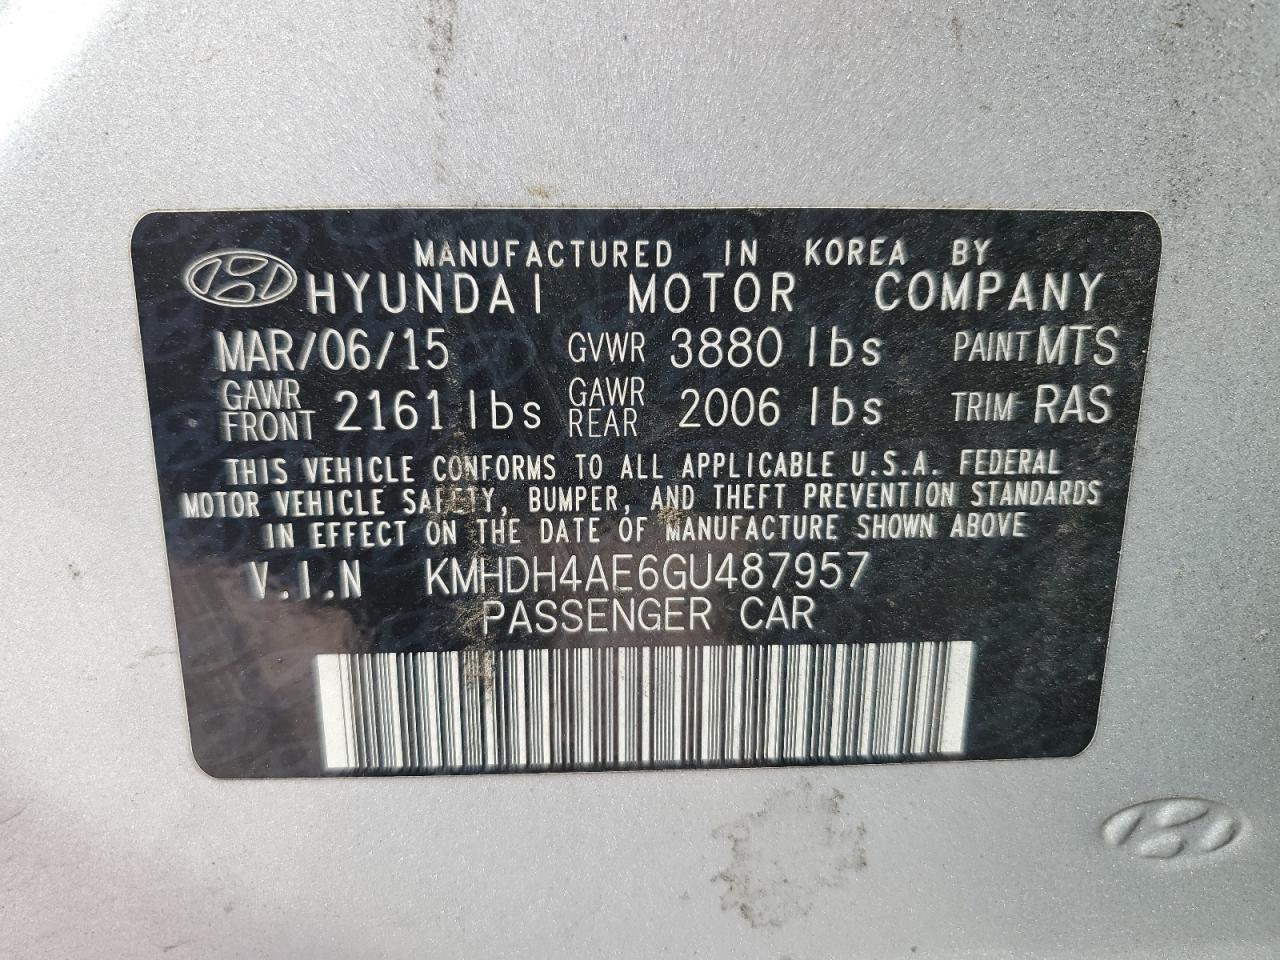 MANUFACTURED IN KOREA BY
HYUNDAI MOTOR COMPANY
MAR/06/15 GVWR 3880 lbs PAINT MTS
GAWR FRONT 2161 lbs GAWR REAR 2006 lbs TRIM RAS
THIS VEHICLE CONFORMS TO ALL APPLICABLE U.S.A. FEDERAL
MOTOR VEHICLE SAFETY, BUMPER, AND THEFT PREVENTION STANDARDS
IN EFFECT ON THE DATE OF MANUFACTURE SHOWN ABOVE
V.I.N KMHDH4AE6GU487957
PASSENGER CAR